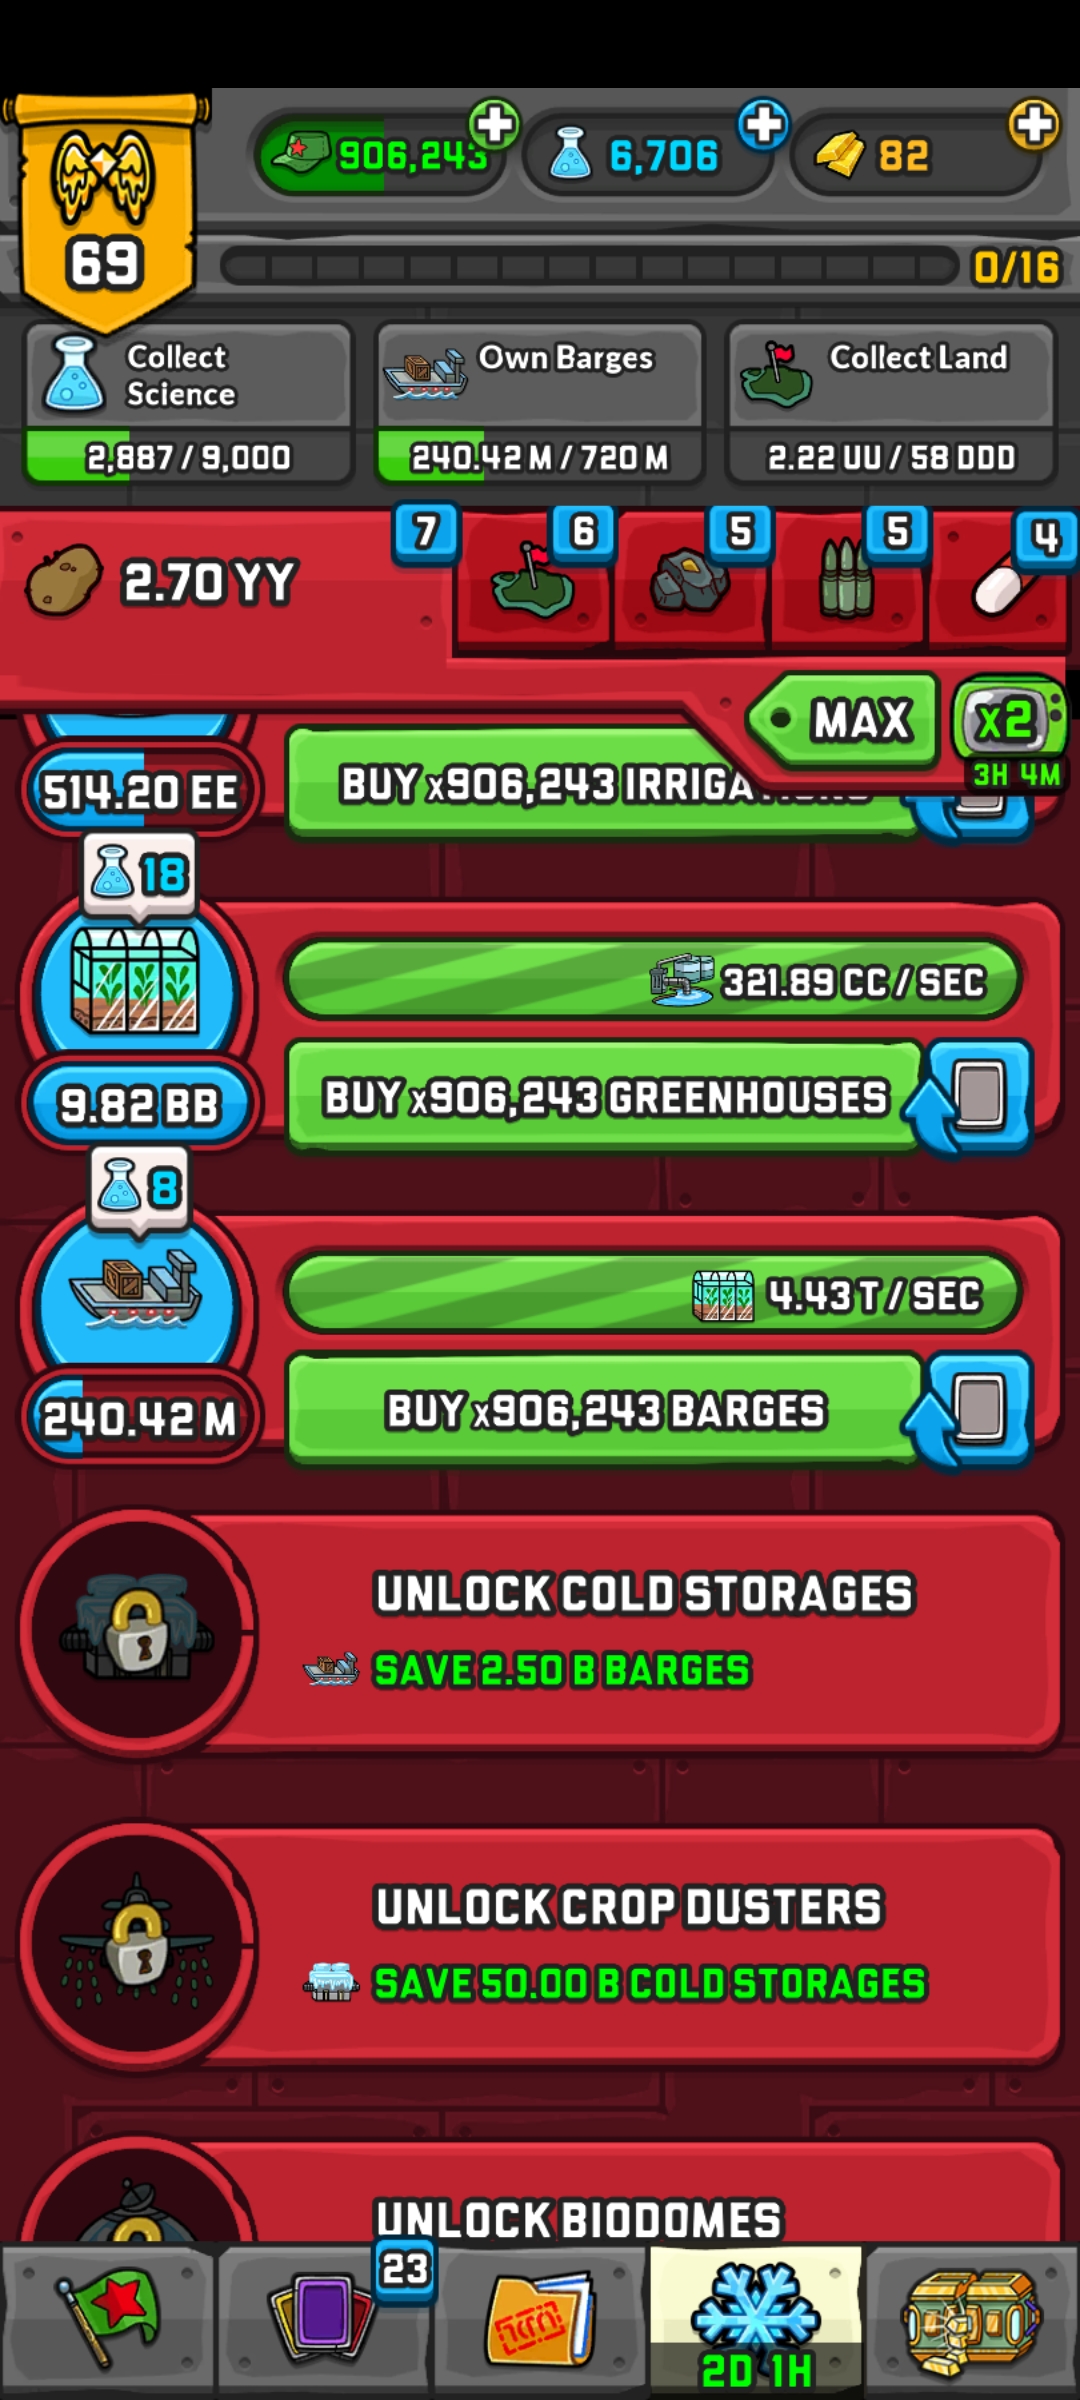 906,243
6,706
82
69
0/16
Collect
Science
2,887 / 9,000
Own Barges
240.42 M / 720 M
Collect Land
2.22 UU / 58 DDD
2.70 YY
7
6
5
5
4
MAX
x2
3H 4M
514.20 EE
BUY x906,243
18
321.89 CC / SEC
9.82 BB
BUY x906,243 GREENHOUSES
8
4.43 T / SEC
240.42 M
BUY x906,243 BARGES
UNLOCK COLD STORAGES
SAVE 2.50 B BARGES
UNLOCK CROP DUSTERS
SAVE 50.00 B COLD STORAGES
UNLOCK BIODOMES
23
2D 1H